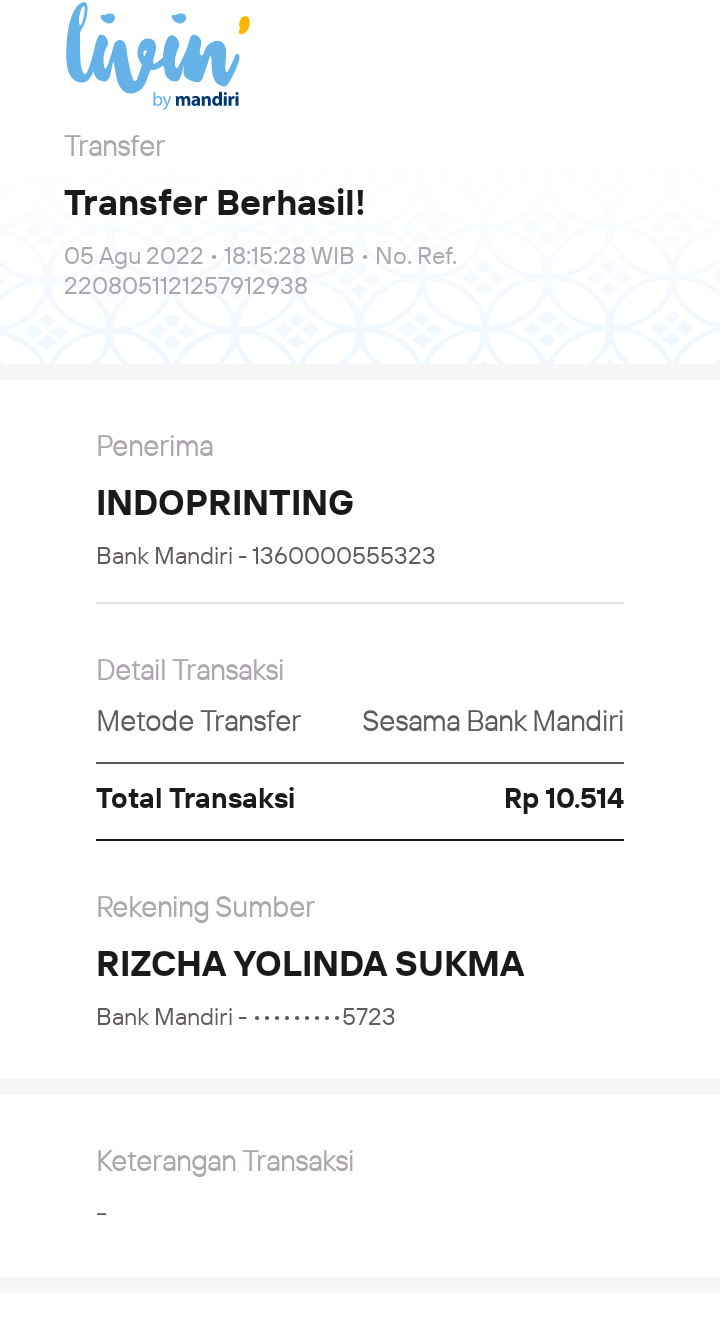 livin'
by mandiri
Transfer
Transfer Berhasil!
05 Agu 2022 • 18:15:28 WIB • No. Ref.
2208051121257912938
Penerima
INDOPRINTING
Bank Mandiri - 1360000555323
Detail Transaksi
Metode Transfer Sesama Bank Mandiri
Total Transaksi Rp 10.514
Rekening Sumber
RIZCHA YOLINDA SUKMA
Bank Mandiri - •••••••••5723
Keterangan Transaksi
-